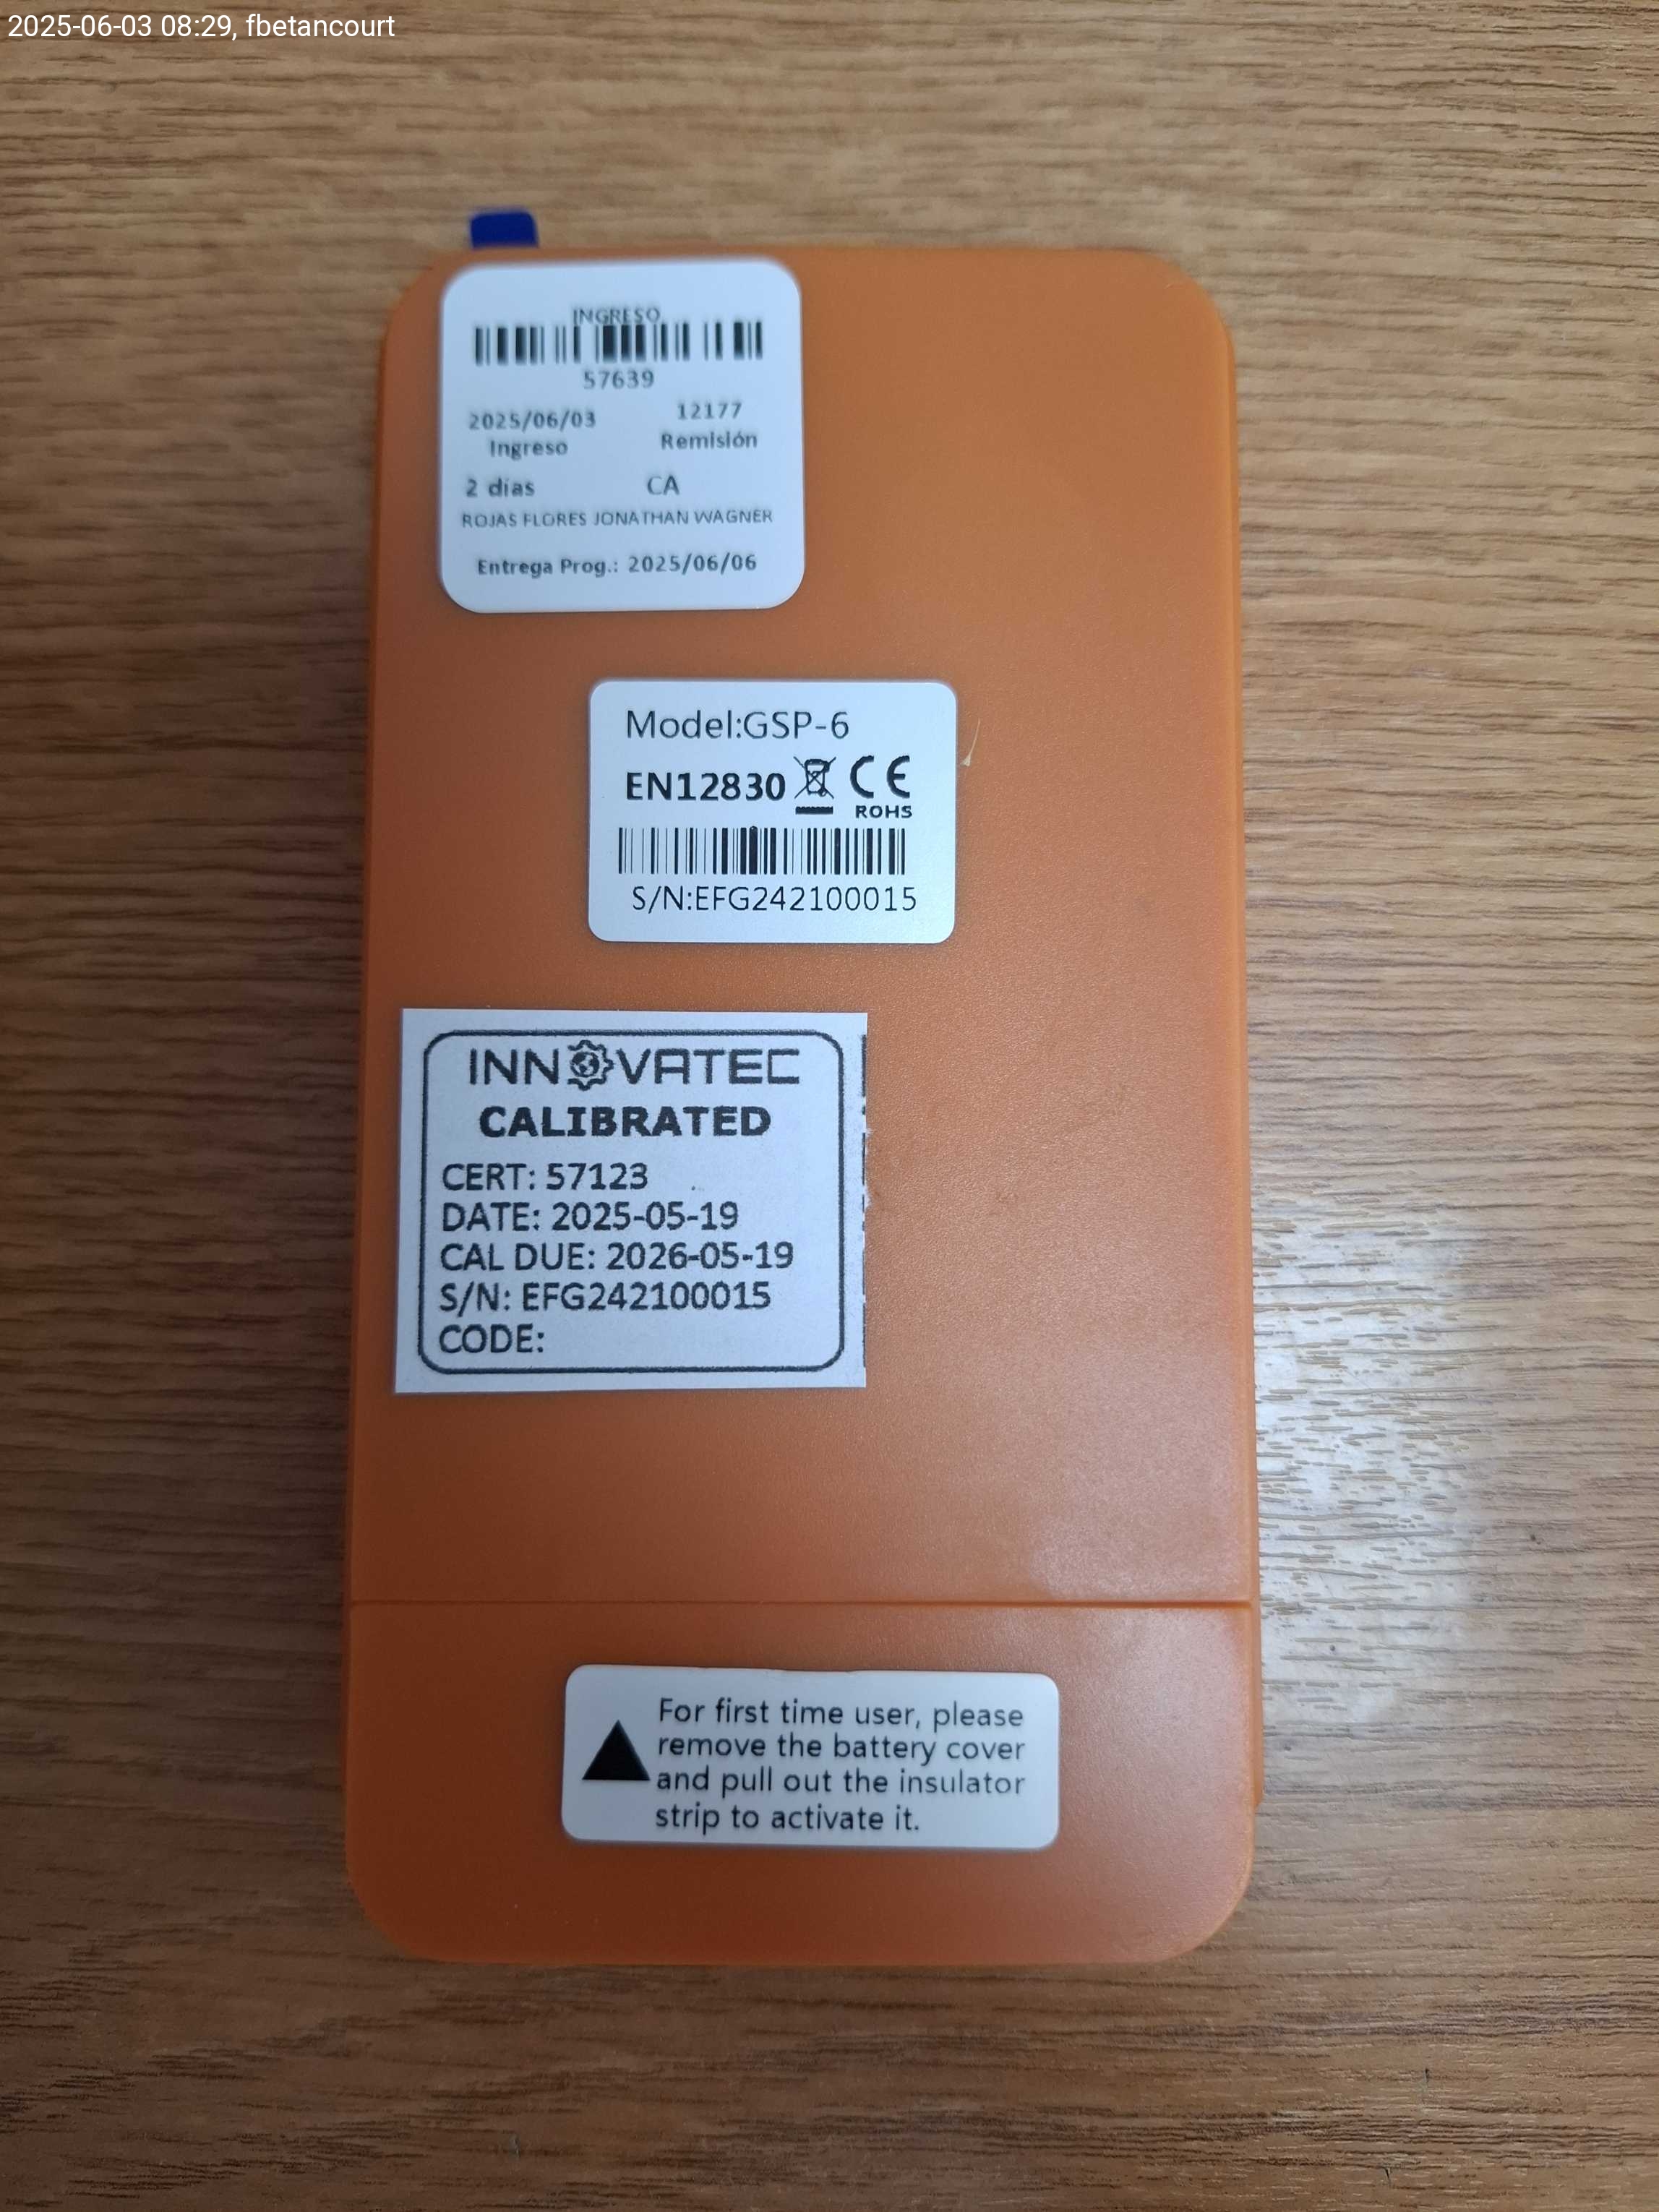 2025-06-03 08:29, fbetancourt
INGRESO
57639
2025/06/03 12177
Ingreso Remisión
2 días CA
ROJAS FLORES JONATHAN WAGNER
Entrega Prog.: 2025/06/06
Model:GSP-6
EN12830 CE
ROHS
S/N:EFG242100015
INNOVATEC
CALIBRATED
CERT: 57123
DATE: 2025-05-19
CAL DUE: 2026-05-19
S/N: EFG242100015
CODE:
For first time user, please
remove the battery cover
and pull out the insulator
strip to activate it.